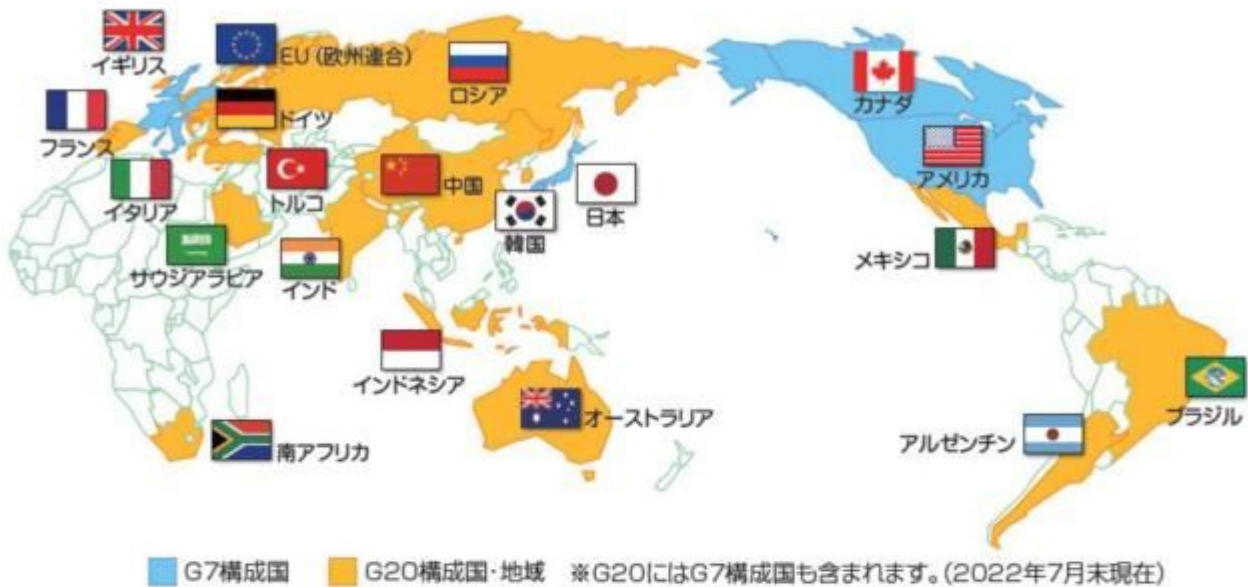 イギリス
EU(欧州連合)
ロシア
カナダ
フランス
ドイツ
アメリカ
イタリア
トルコ
中国
日本
韓国
サウジアラビア
インド
メキシコ
インドネシア
オーストラリア
ブラジル
アルゼンチン
南アフリカ
G7構成国 G20構成国・地域 ※G20にはG7構成国も含まれます。(2022年7月末現在)